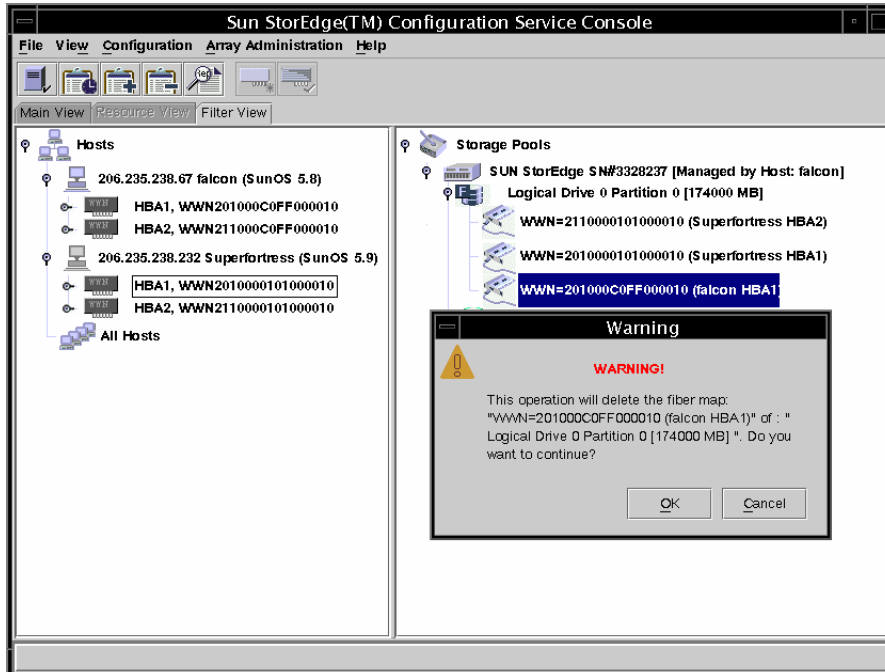 Sun StorEdge(TM) Configuration Service Console
File View Configuration Array Administration Help
Main View Resource View Filter View
Hosts
206.235.238.67 falcon (SunOS 5.8)
HBA1, WWN201000C0FF000010
HBA2, WWN211000C0FF000010
206.235.238.232 Superfortress (SunOS 5.9)
HBA1, WWN2010000101000010
HBA2, WWN2110000101000010
All Hosts
Storage Pools
SUN StorEdge SN#3328237 [Managed by Host: falcon]
Logical Drive 0 Partition 0 [174000 MB]
WWN=2110000101000010 (Superfortress HBA2)
WWN=2010000101000010 (Superfortress HBA1)
WWN=201000C0FF000010 (falcon HBA1)
Warning
WARNING!
This operation will delete the fiber map:
"WWN=201000C0FF000010 (falcon HBA1)" of : "
Logical Drive 0 Partition 0 [174000 MB] ". Do you
want to continue?
OK Cancel